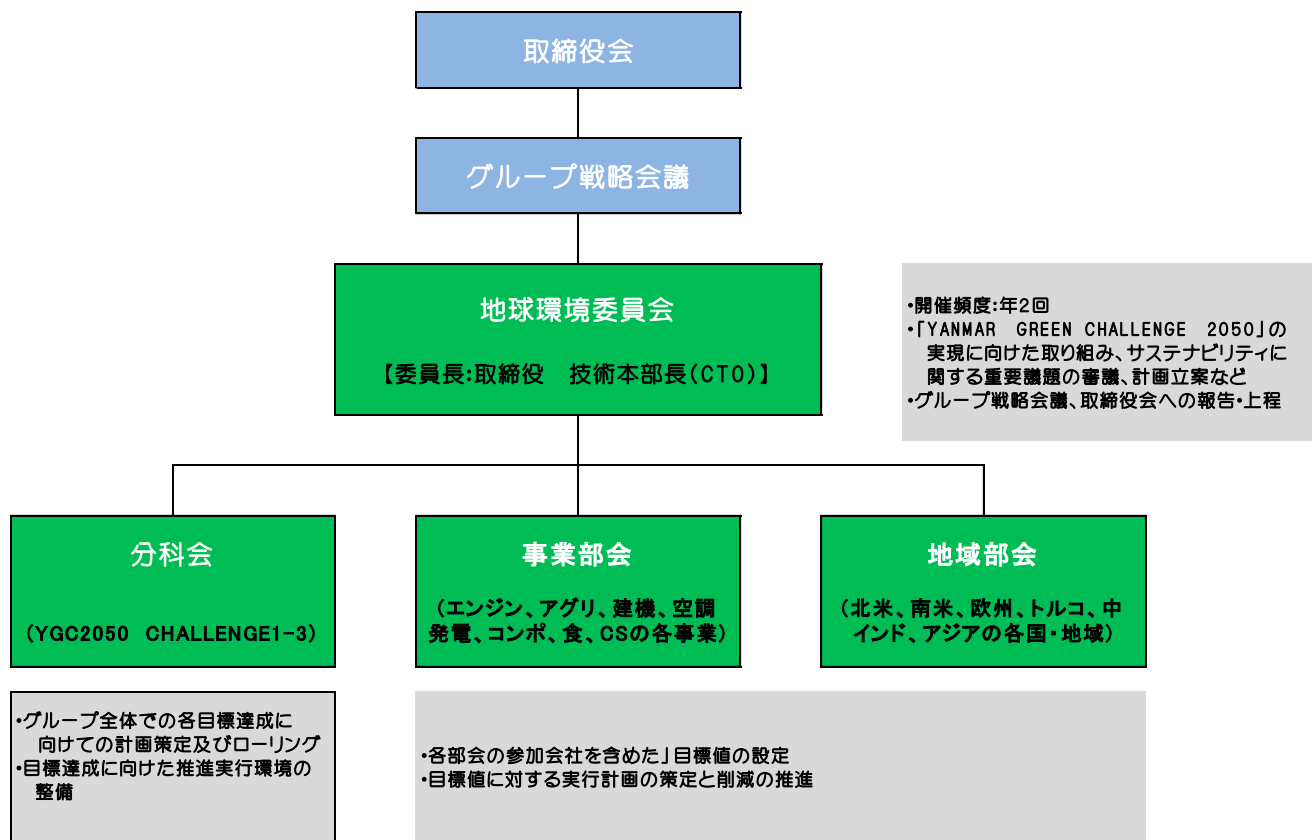 取締役会
グループ戦略会議
地球環境委員会
【委員長:取締役　技術本部長(CTO)】
・開催頻度:年2回
・「YANMAR　GREEN CHALLENGE　2050」の
実現に向けた取り組み、サステナビリティに
関する重要議題の審議、計画立案など
・グループ戦略会議、取締役会への報告・上程
分科会
(YGC2050 CHALLENGE1-3)
事業部会
(エンジン、アグリ、建機、空調
発電、コンポ、食、CSの各事業)
地域部会
(北米、南米、欧州、トルコ、中
インド、アジアの各国・地域)
・グループ全体での各目標達成に
向けての計画策定及びローリング
・目標達成に向けた推進実行環境の
整備
・各部会の参加会社を含めた」目標値の設定
・目標値に対する実行計画の策定と削減の推進